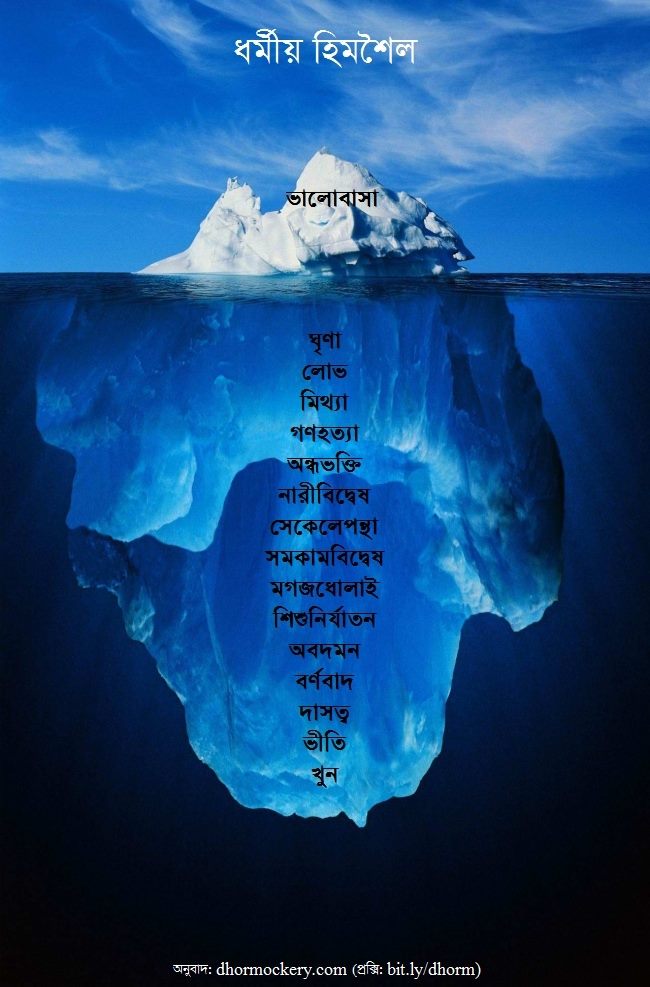 ধর্মীয় হিমশৈল
ভালোবাসা
ঘৃণা
লোভ
মিথ্যা
গণহত্যা
অন্ধভক্তি
নারীবিদ্বেষ
সেকেলেপন্থা
সমকামবিদ্বেষ
মগজধোলাই
শিশুনির্যাতন
অবদমন
বর্ণবাদ
দাসত্ব
ভীতি
খুন
অনুবাদ: dhormockery.com (প্রক্সি: bit.ly/dhorm)